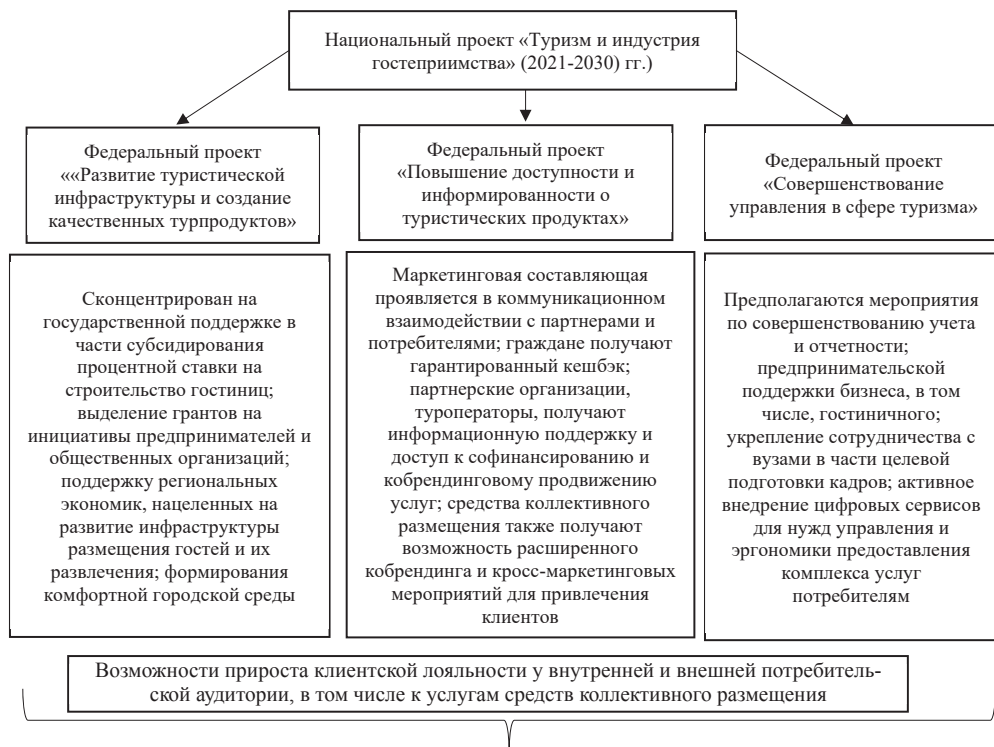 Национальный проект «Туризм и индустрия
гостеприимства» (2021-2030) гг.)
Федеральный проект
««Развитие туристической
инфраструктуры и создание
качественных турпродуктов»
Федеральный проект
«Повышение доступности и
информированности о
туристических продуктах»
Федеральный проект
«Совершенствование
управления в сфере туризма»
Сконцентрирован на
государственной поддержке в
части субсидирования
процентной ставки на
строительство гостиниц;
выделение грантов на
инициативы предпринимателей и
общественных организаций;
поддержку региональных
экономик, нацеленных на
развитие инфраструктуры
размещения гостей и их
развлечения; формирования
комфортной городской среды
Маркетинговая составляющая
проявляется в коммуникационном
взаимодействии с партнерами и
потребителями; граждане получают
гарантированный кешбэк;
партнерские организации,
туроператоры, получают
информационную поддержку и
доступ к софинансированию и
кобрендинговому продвижению
услуг; средства коллективного
размещения также получают
возможность расширенного
кобрендинга и кросс-маркетинговых
мероприятий для привлечения
клиентов
Предполагаются мероприятия
по совершенствованию учета
и отчетности;
предпринимательской
поддержки бизнеса, в том
числе, гостиничного;
укрепление сотрудничества с
вузами в части целевой
подготовки кадров; активное
внедрение цифровых сервисов
для нужд управления и
эргономики предоставления
комплекса услуг
потребителям
Возможности прироста клиентской лояльности у внутренней и внешней потребитель-
ской аудитории, в том числе к услугам средств коллективного размещения